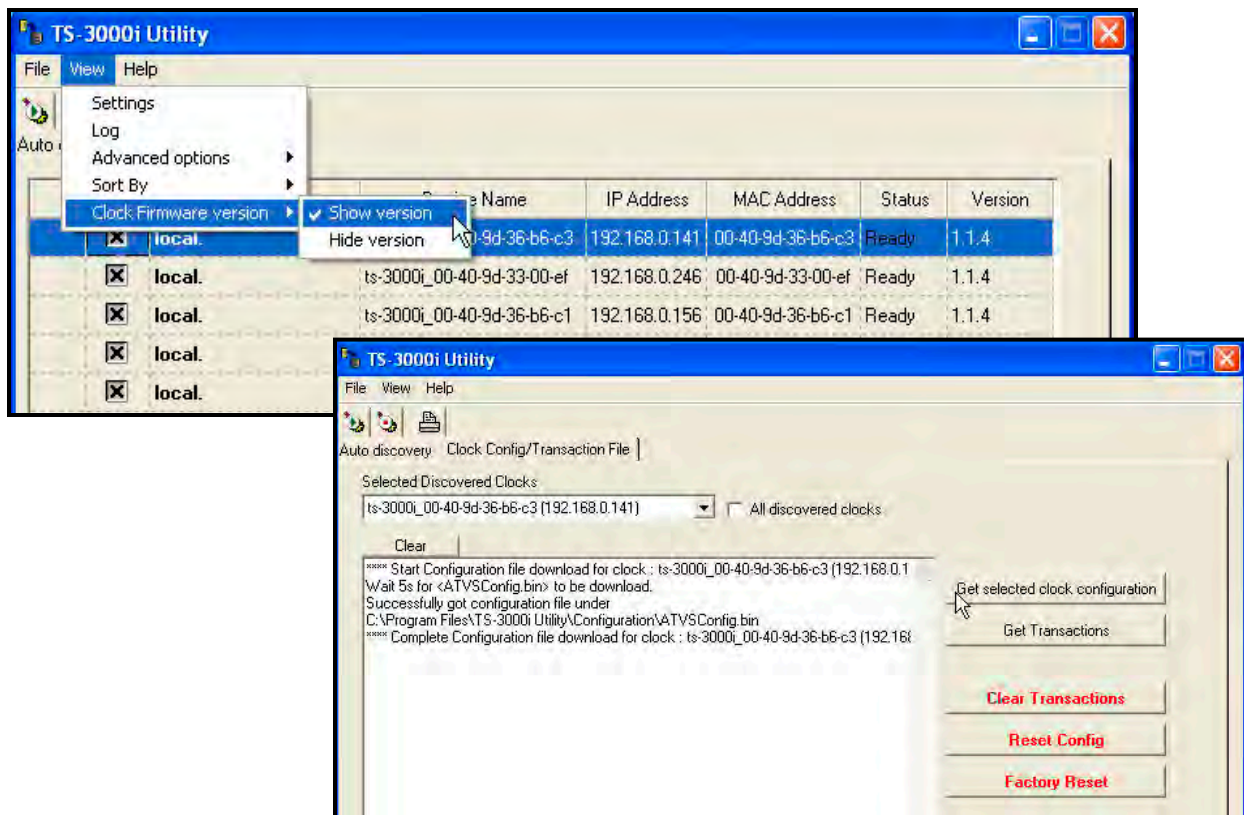 TS-3000i Utility
File View Help
Settings
Log
Auto
Advanced options
Sort By
Clock Firmware version
Show version
Hide version
Name IP Address MAC Address Status Version
local. 0-9d-36-b6-c3 192.168.0.141 00-40-9d-36-b6-c3 Ready 1.1.4
local. ts-3000i_00-40-9d-33-00-ef 192.168.0.246 00-40-9d-33-00-ef Ready 1.1.4
local. ts-3000i_00-40-9d-36-b6-c1 192.168.0.156 00-40-9d-36-b6-c1 Ready 1.1.4
local.
local.
TS-3000i Utility
File View Help
Auto discovery Clock Config/Transaction File
Selected Discovered Clocks
ts-3000i_00-40-9d-36-b6-c3 (192.168.0.141) All discovered clocks
Clear
**** Start Configuration file download for clock : ts-3000i_00-40-9d-36-b6-c3 (192.168.0.1
Wait 5s for <ATVSConfig.bin> to be download.
Successfully got configuration file under
C:\Program Files\TS-3000i Utility\Configuration\ATVSConfig.bin
**** Complete Configuration file download for clock : ts-3000i_00-40-9d-36-b6-c3 (192.168
Get selected clock configuration
Get Transactions
Clear Transactions
Reset Config
Factory Reset